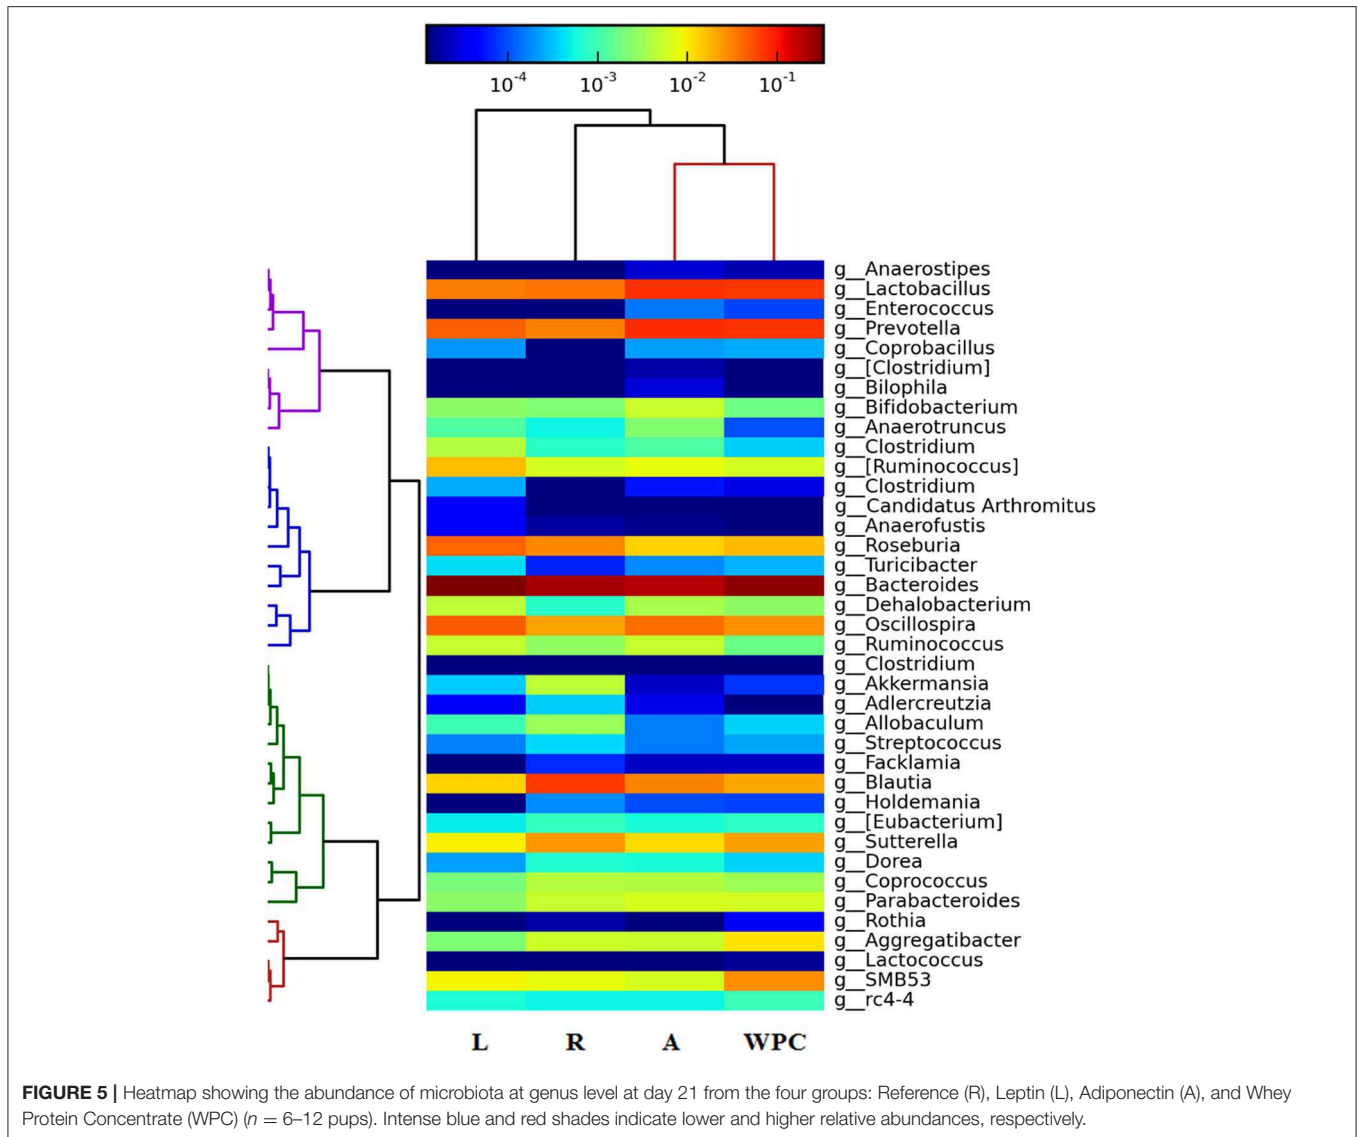 10-4 10-3 10-2 10-1
g__Anaerostipes
g__Lactobacillus
g__Enterococcus
g__Prevotella
g__Coprobacillus
g__[Clostridium]
g__Bilophila
g__Bifidobacterium
g__Anaerotruncus
g__Clostridium
g__[Ruminococcus]
g__Clostridium
g__Candidatus Arthromitus
g__Anaerofustis
g__Roseburia
g__Turicibacter
g__Bacteroides
g__Dehalobacterium
g__Oscillospira
g__Ruminococcus
g__Clostridium
g__Akkermansia
g__Adlercreutzia
g__Allobaculum
g__Streptococcus
g__Facklamia
g__Blautia
g__Holdemania
g__[Eubacterium]
g__Sutterella
g__Dorea
g__Coprococcus
g__Parabacteroides
g__Rothia
g__Aggregatibacter
g__Lactococcus
g__SMB53
g__rc4-4
L R A WPC
FIGURE 5 | Heatmap showing the abundance of microbiota at genus level at day 21 from the four groups: Reference (R), Leptin (L), Adiponectin (A), and Whey
Protein Concentrate (WPC) (n = 6–12 pups). Intense blue and red shades indicate lower and higher relative abundances, respectively.